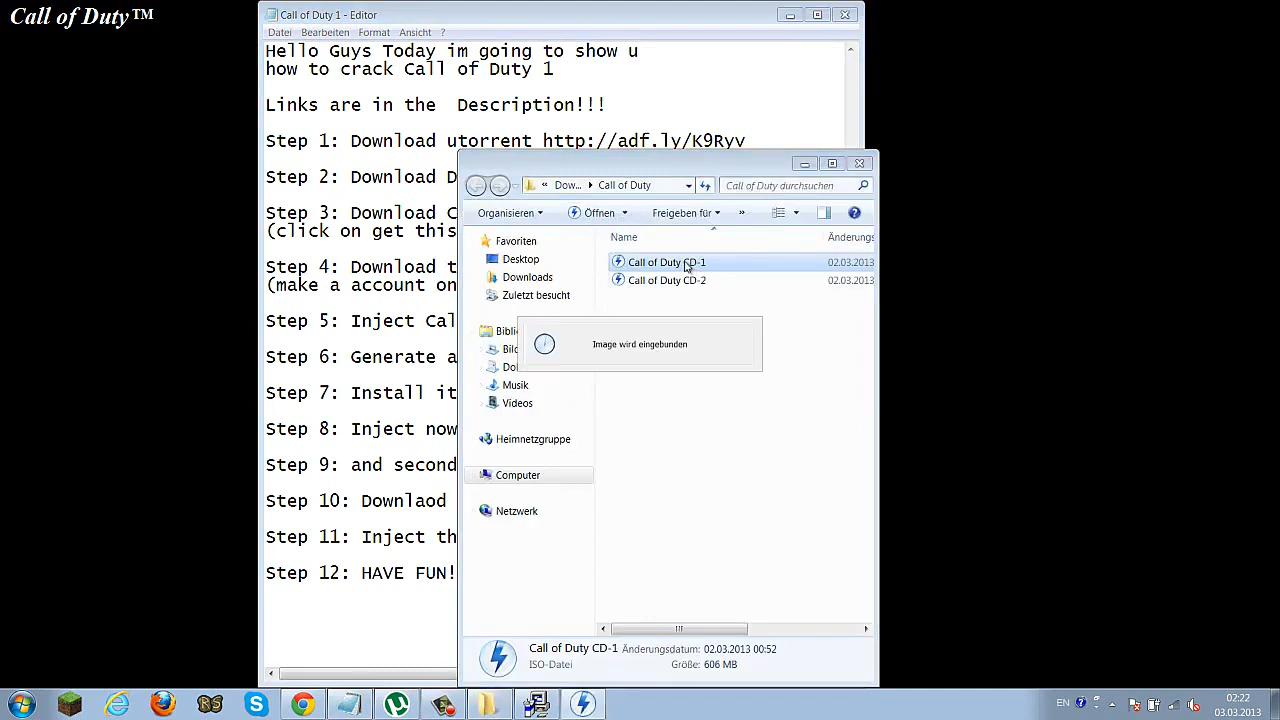 Call of Duty™
Call of Duty 1 - Editor
Datei Bearbeiten Format Ansicht ?
Hello Guys Today im going to show u
how to crack Call of Duty 1
Links are in the Description!!!
Step 1: Download utorrent http://adf.ly/K9Ryv
Step 2: Download D
Step 3: Download C
(click on get this
Step 4: Download t
(make a account on
Step 5: Inject Cal
Step 6: Generate a
Step 7: Install it
Step 8: Inject now
Step 9: and second
Step 10: Downlaod
Step 11: Inject th
Step 12: HAVE FUN!
« Dow... Call of Duty
Call of Duty durchsuchen
Organisieren Öffnen Freigeben für »
Name Änderungs
Favoriten
Desktop
Downloads
Zuletzt besucht
Bibli
Bilc
Dol
Musik
Videos
Heimnetzgruppe
Computer
Netzwerk
Call of Duty CD-1 02.03.2013
Call of Duty CD-2 02.03.2013
Image wird eingebunden
Call of Duty CD-1 Änderungsdatum: 02.03.2013 00:52
ISO-Datei Größe: 606 MB
RS
EN
02:22
03.03.2013